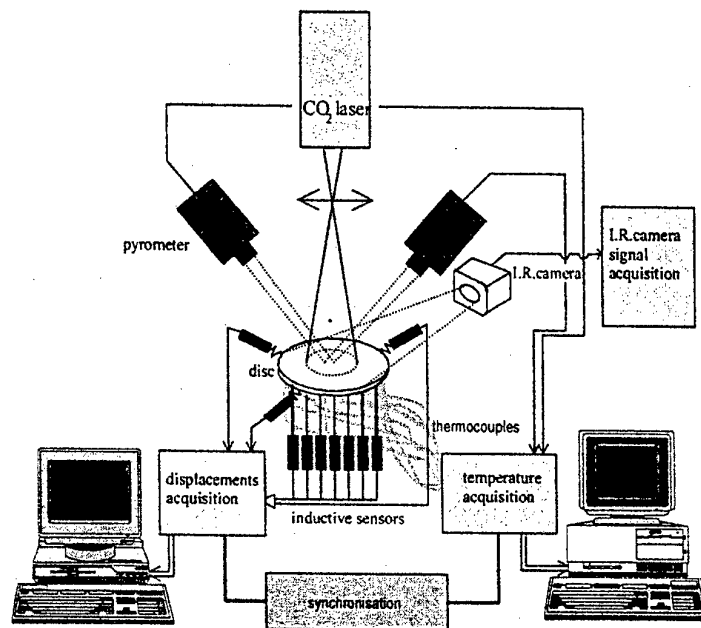 CO2 laser
pyrometer
I.R.camera
I.R.camera
signal
acquisition
disc
thermocouples
displacements
acquisition
temperature
acquisition
inductive sensors
synchronisation